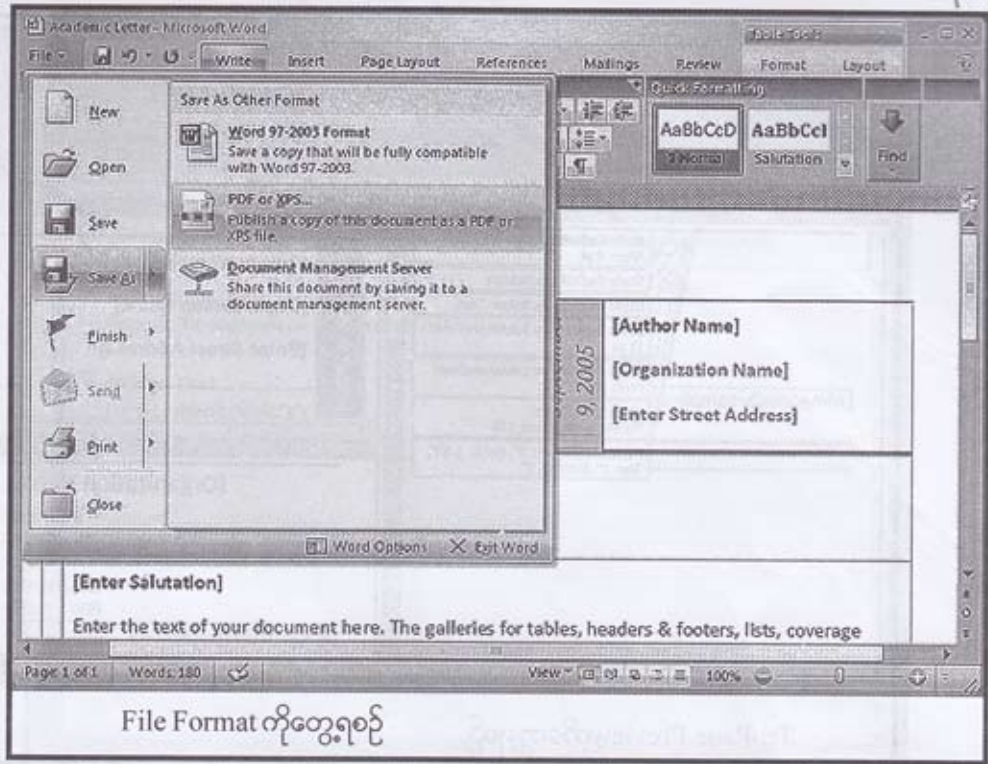 Academic Letter - Microsoft Word
Table Tools
File
Write
Insert
Page Layout
References
Mailings
Review
Format
Layout
New
Open
Save
Save As
Finish
Send
Print
Close
Save As Other Format
Word 97-2003 Format
Save a copy that will be fully compatible
with Word 97-2003.
PDF or XPS...
Publish a copy of this document as a PDF or
XPS file.
Document Management Server
Share this document by saving it to a
document management server.
Word Options
Exit Word
Quick Formatting
AaBbCcD
AaBbCcI
Normal
Salutation
Find
9, 2005
[Author Name]
[Organization Name]
[Enter Street Address]
[Enter Salutation]
Enter the text of your document here. The galleries for tables, headers & footers, lists, coverage
Page: 1 of 1
Words: 180
View
100%
File Format ကိုတွေ့ရစဉ်